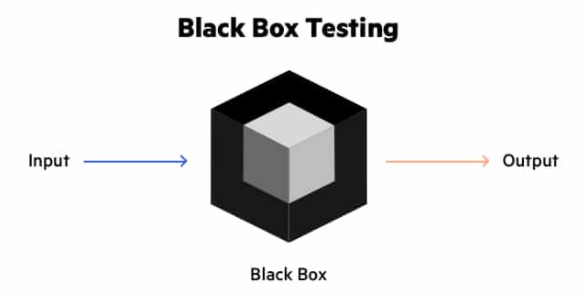 Black Box Testing
Input
Output
Black Box